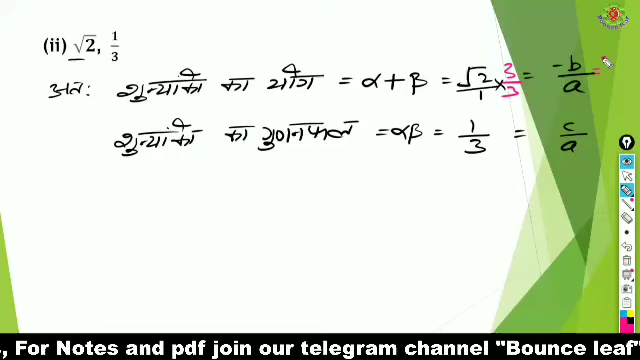 (ii) √2, 1/3
अतः शून्यांकों का योग = α + β = √2/1 × 3/3 = -b/a =
शून्यांकों का गुणनफल = αβ = 1/3 = c/a
, For Notes and pdf join our telegram channel "Bounce leaf"